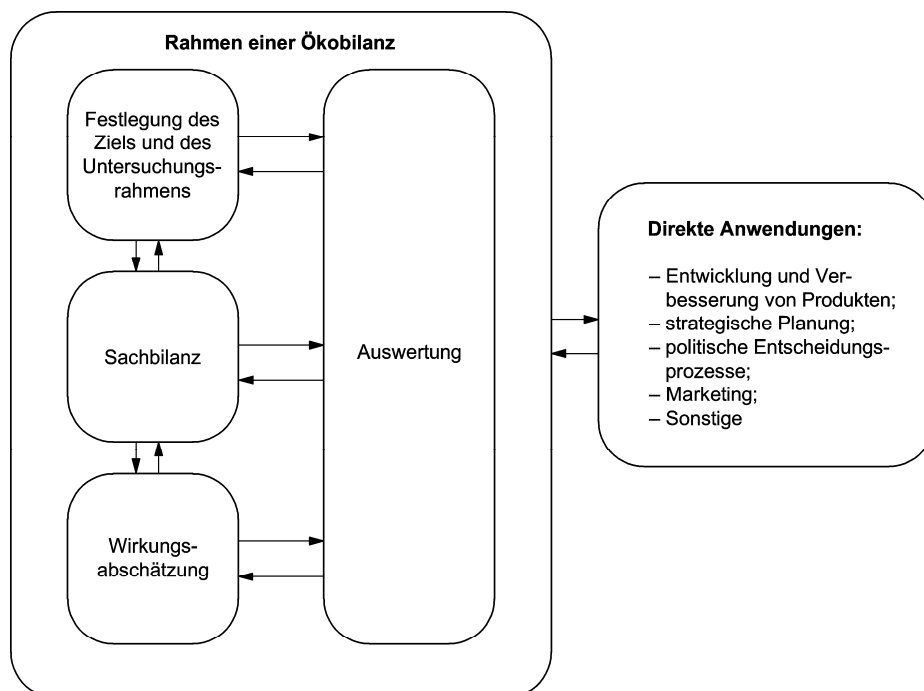 Rahmen einer Ökobilanz
Festlegung des
Ziels und des
Untersuchungs-
rahmens
Sachbilanz
Wirkungs-
abschätzung
Auswertung
Direkte Anwendungen:
– Entwicklung und Ver-
besserung von Produkten;
– strategische Planung;
– politische Entscheidungs-
prozesse;
– Marketing;
– Sonstige